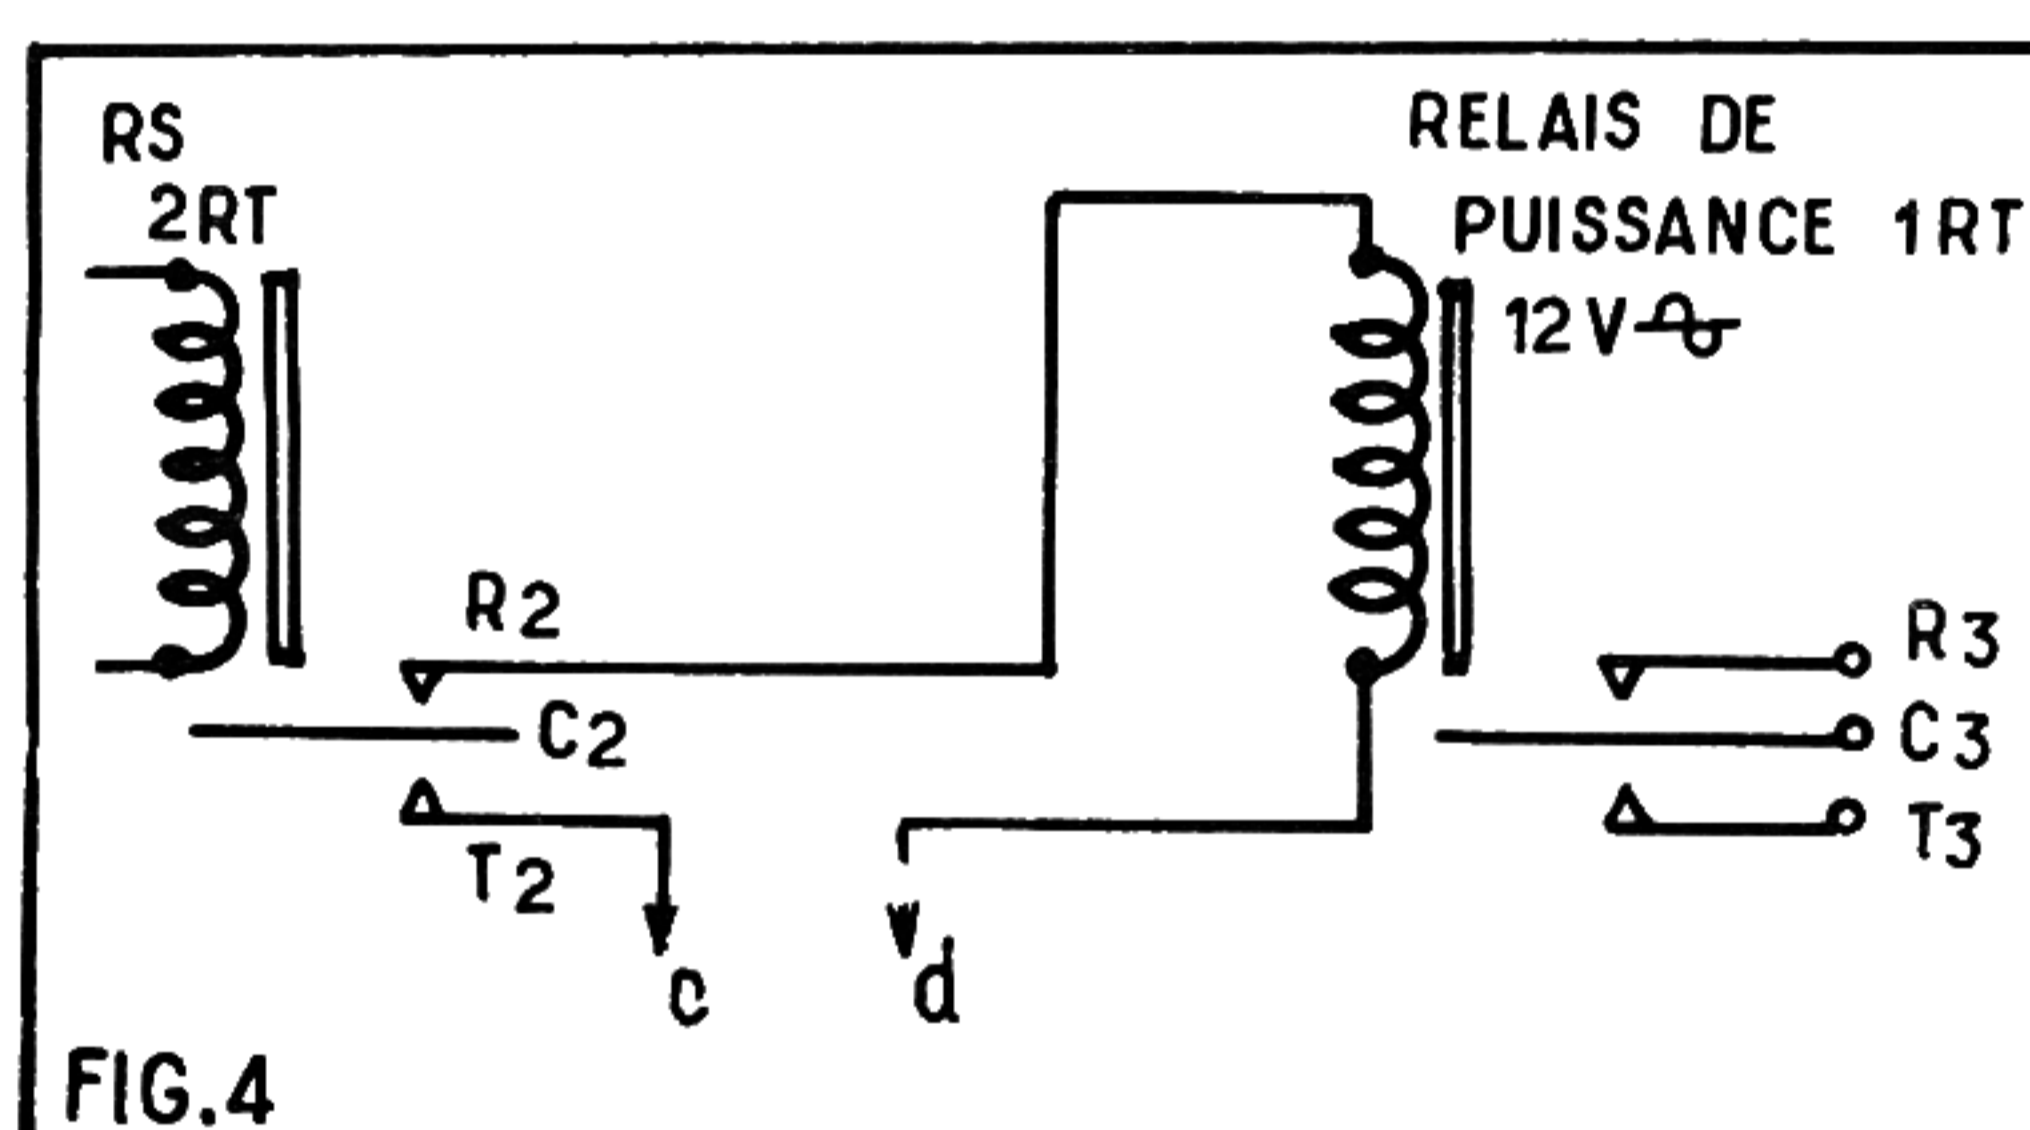 RS
2RT
RELAIS DE
PUISSANCE 1RT
12V
R2
C2
T2
R3
C3
T3
c
d
FIG.4